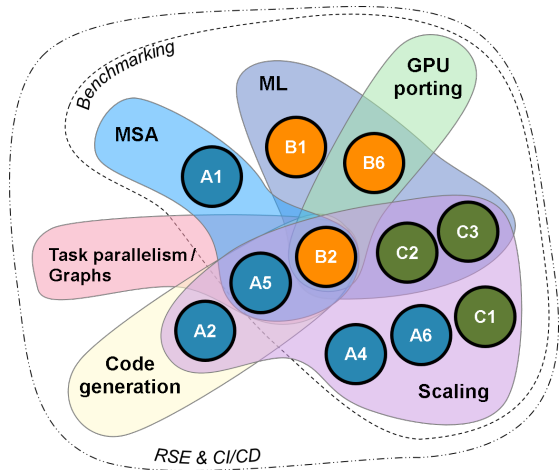 Benchmarking
ML
GPU
porting
MSA
B1
B6
A1
C3
C2
B2
Task parallelism /
Graphs
A5
A2
C1
A6
A4
Code
generation
Scaling
RSE & CI/CD